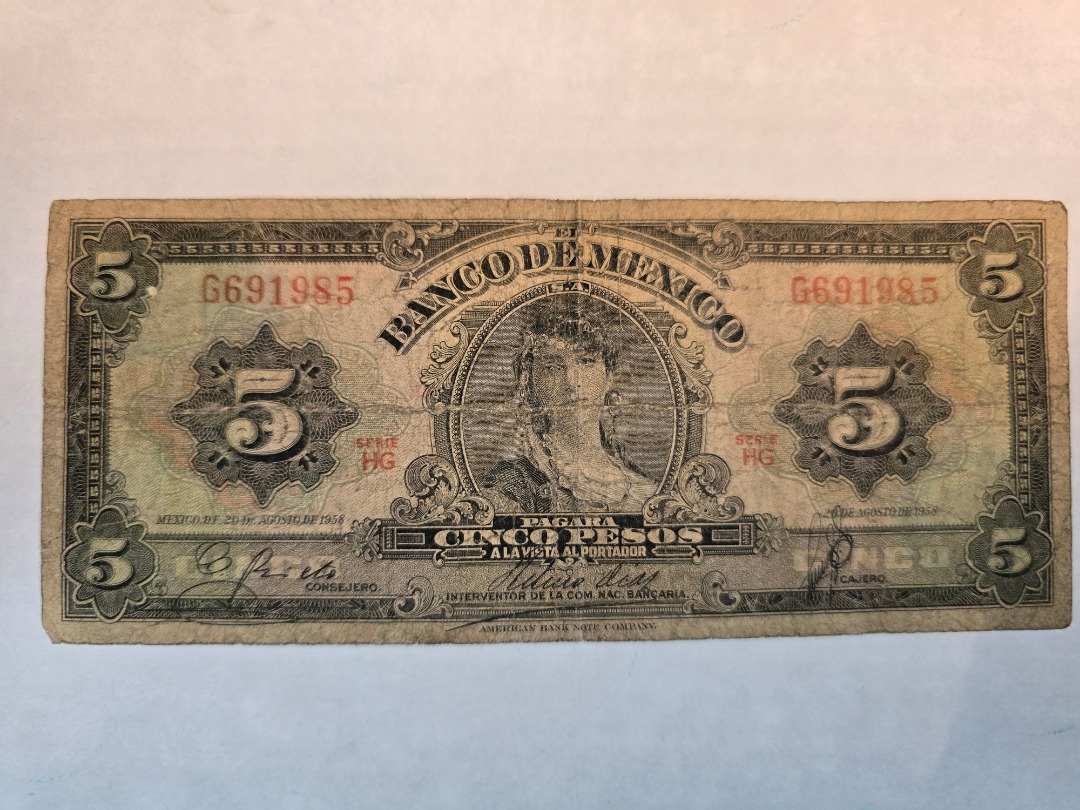 5 5
EL
BANCO DE MEXICO
S.A.
G691985 G691985
5 5
SERIE SERIE
HG HG
MEXICO, D.F. 20 DE AGOSTO DE 1958 20 DE AGOSTO DE 1958
PAGARA
CINCO PESOS
A LA VISTA AL PORTADOR
5 5
CONSEJERO. CAJERO.
INTERVENTOR DE LA COM. NAC. BANCARIA.
AMERICAN BANK NOTE COMPANY.